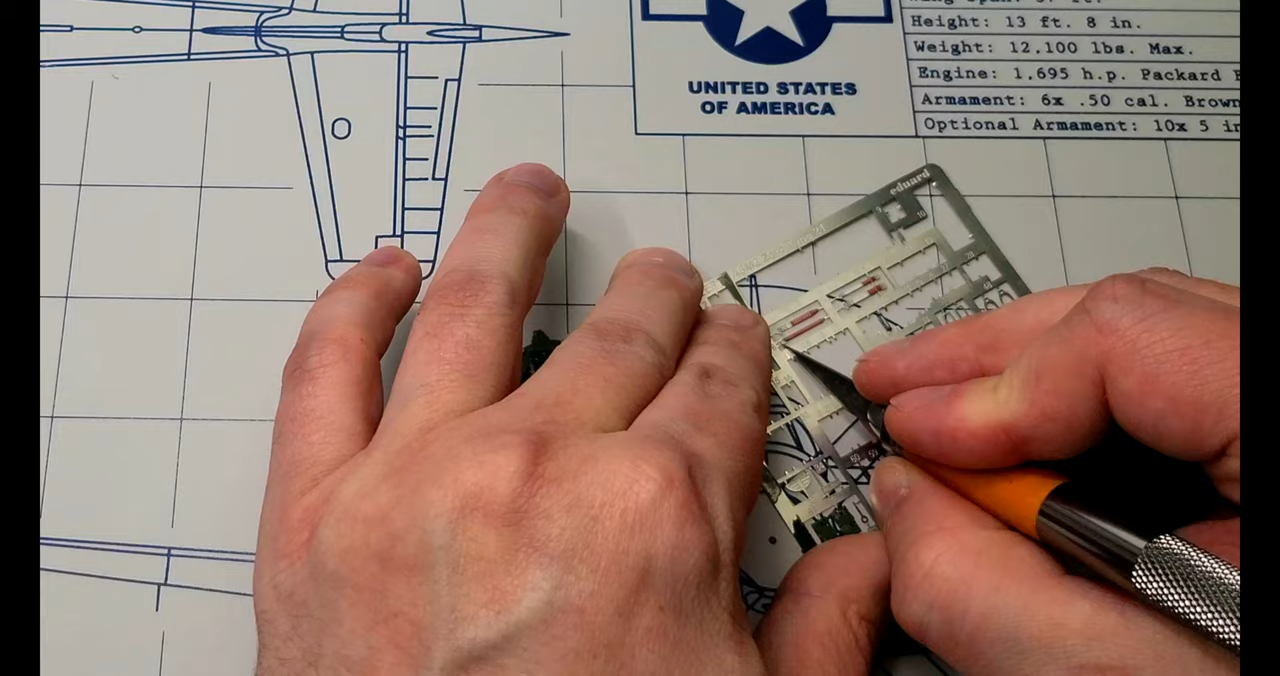 Height: 13 ft. 8 in.
Weight: 12,100 lbs. Max.
Engine: 1,695 h.p. Packard
Armament: 6x .50 cal. Brown
Optional Armament: 10x 5 in
UNITED STATES
OF AMERICA
eduard
10